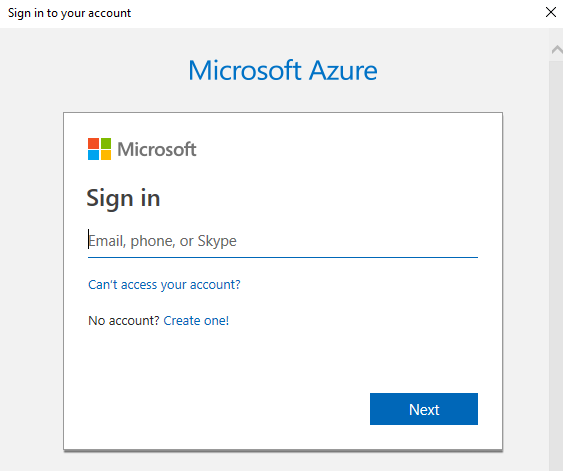 Sign in to your account
Microsoft Azure
Microsoft
Sign in
Email, phone, or Skype
Can't access your account?
No account? Create one!
Next